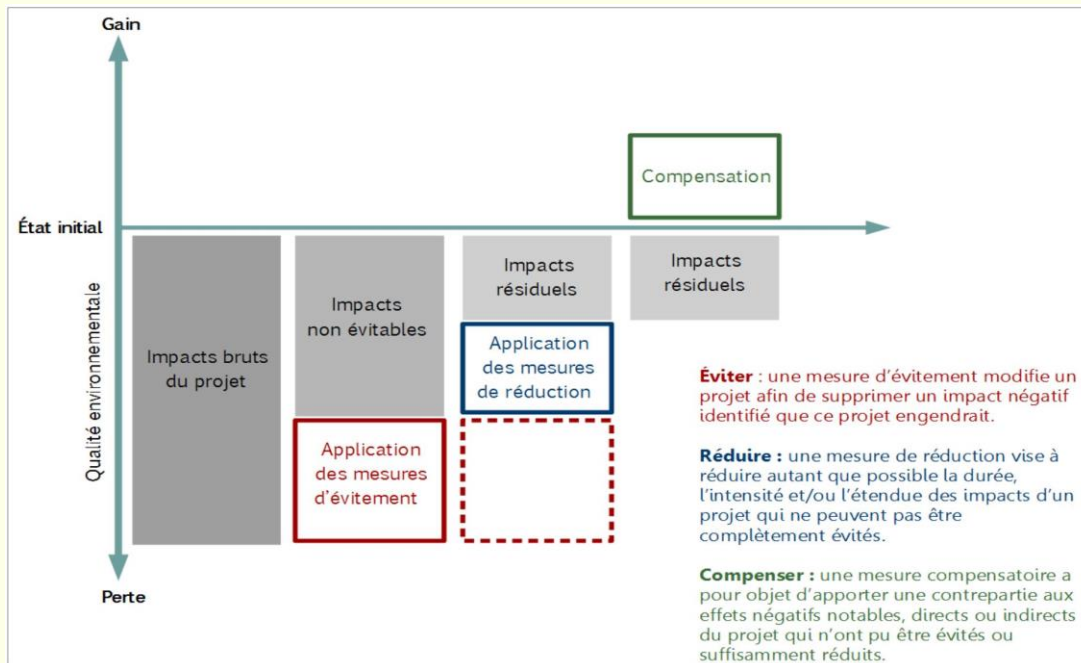 Gain
Compensation
État initial
Qualité environnementale
Impacts bruts
du projet
Impacts
non évitables
Application
des mesures
d'évitement
Impacts
résiduels
Application
des mesures
de réduction
Impacts
résiduels
Perte
Éviter : une mesure d'évitement modifie un
projet afin de supprimer un impact négatif
identifié que ce projet engendrait.
Réduire : une mesure de réduction vise à
réduire autant que possible la durée,
l'intensité et/ou l'étendue des impacts d'un
projet qui ne peuvent pas être
complètement évités.
Compenser : une mesure compensatoire a
pour objet d'apporter une contrepartie aux
effets négatifs notables, directs ou indirects
du projet qui n'ont pu être évités ou
suffisamment réduits.